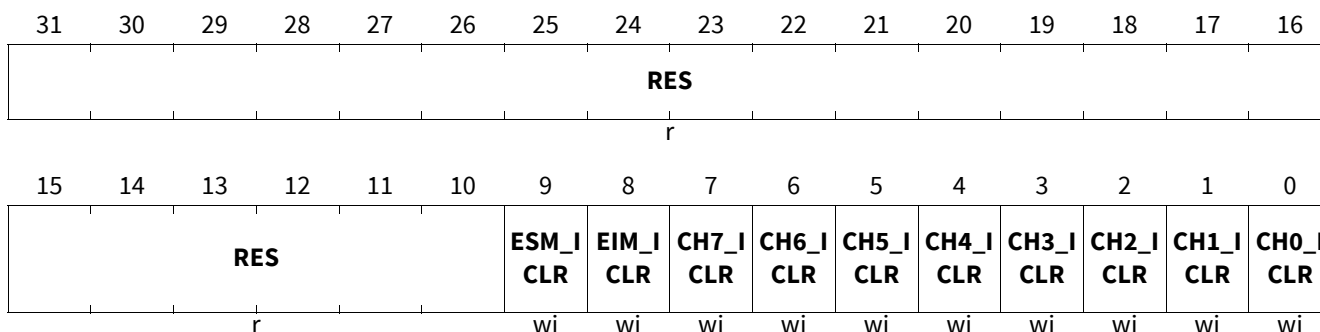 31 30 29 28 27 26 25 24 23 22 21 20 19 18 17 16
RES
r
15 14 13 12 11 10 9 8 7 6 5 4 3 2 1 0
RES ESM_I EIM_I CH7_I CH6_I CH5_I CH4_I CH3_I CH2_I CH1_I CH0_I
CLR CLR CLR CLR CLR CLR CLR CLR CLR CLR
r wi wi wi wi wi wi wi wi wi wi